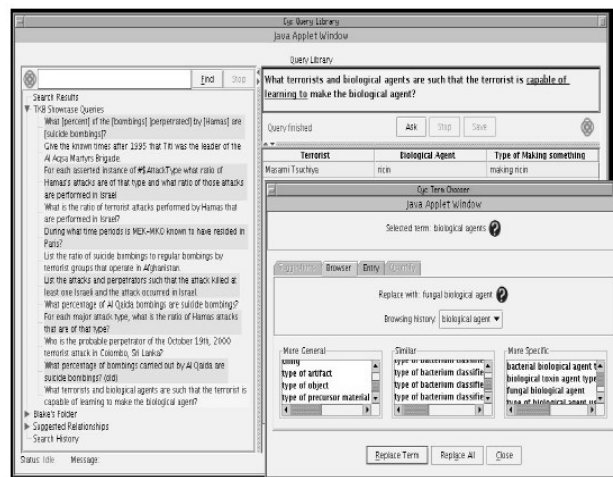 Cyc Query Library
Java Applet Window
Query Library
Find
Stop
Search Results
TKB Showcase Queries
What [percent] of the [bombings] [perpetrated] by [Hamas] are
[suicide bombings]?
Give the known times after 1995 that Titi was the leader of the
Al Aqsa Martyrs Brigade.
For each asserted instance of #$AttackType what ratio of
Hamas's attacks are of that type and what ratio of those attacks
are performed in Israel
What is the ratio of terrorist attacks performed by Hamas that
are performed in Israel?
During what time periods is MEK-MKO known to have resided in
Paris?
List the ratio of suicide bombings to regular bombings by
terrorist groups that operate in Afghanistan.
List the attacks and perpetrators such that the attack killed at
least one Israeli and the attack occurred in Israel.
What percentage of Al Qaida bombings are suicide bombings?
For each major attack type, what is the ratio of Hamas attacks
that are of that type?
Who is the probable perpetrator of the October 19th, 2000
terrorist attack in Colombo, Sri Lanka?
What percentage of bombings carried out by Al Qaida are
suicide bombings? (old)
What terrorists and biological agents are such that the terrorist is
capable of learning to make the biological agent?
Blake's Folder
Suggested Relationships
Search History
Status: Idle Message:
What terrorists and biological agents are such that the terrorist is capable of
learning to make the biological agent?
Query finished
Ask
Stop
Save
Terrorist Biological Agent Type of Making something
Masami Tsuchiya ricin making ricin
Cyc Term Chooser
Java Applet Window
Selected term: biological agents
Browser
Entry
Replace with: fungal biological agent
Browsing history: biological agent
More General
thing
type of artifact
type of object
type of precursor material
Similar
type of bacterium classifie
type of bacterium classifie
type of bacterium classifie
type of bacterium classifie
More Specific
bacterial biological agent t
biological toxin agent type
fungal biological agent
type of biological agent us
Replace Term
Replace All
Close